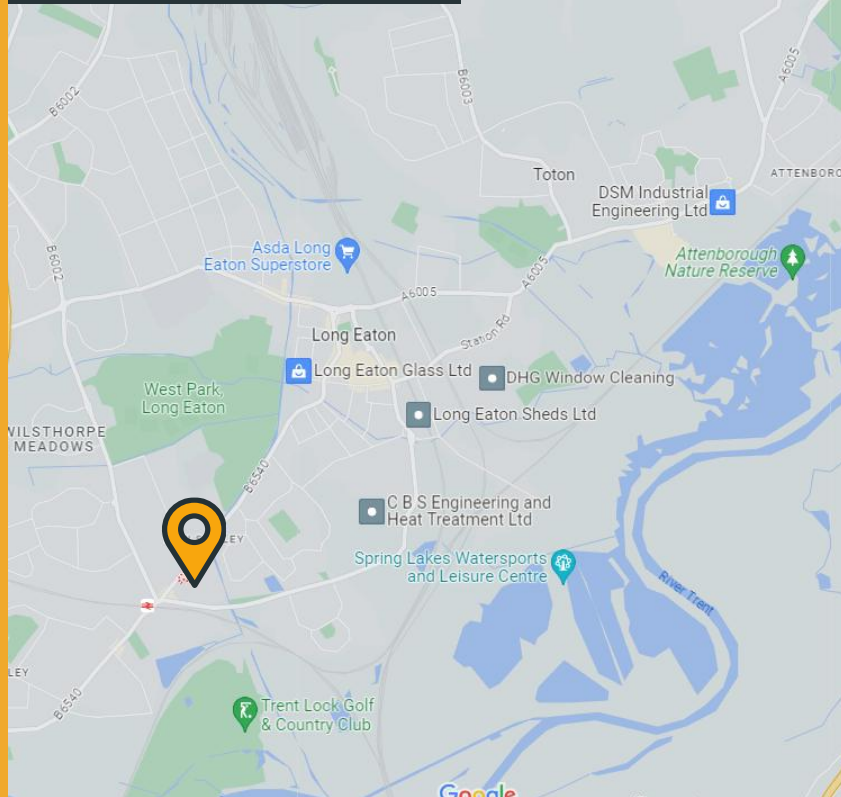 B6002
B6003
A6005
Toton
ATTENBORO
DSM Industrial
Engineering Ltd
Asda Long
Eaton Superstore
B6002
Attenborough
Nature Reserve
A6005
A6005
Long Eaton
Station Rd
Long Eaton Glass Ltd
DHG Window Cleaning
West Park,
Long Eaton
Long Eaton Sheds Ltd
WILSTHORPE
MEADOWS
B6540
C B S Engineering and
Heat Treatment Ltd
EY
Spring Lakes Watersports
and Leisure Centre
River Trent
LEY
B6540
Trent Lock Golf
& Country Club
Google